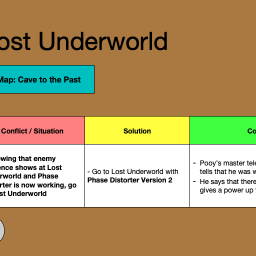 ost Underworld
Map: Cave to the Past
Conflict / Situation
Solution
Co
wing that enemy
ence shows at Lost
rworld and Phase
rter is now working, go
st Underworld
- Go to Lost Underworld with
Phase Distorter Version 2
- Pooy's master tele
tells that he was w
- He says that there
gives a power up